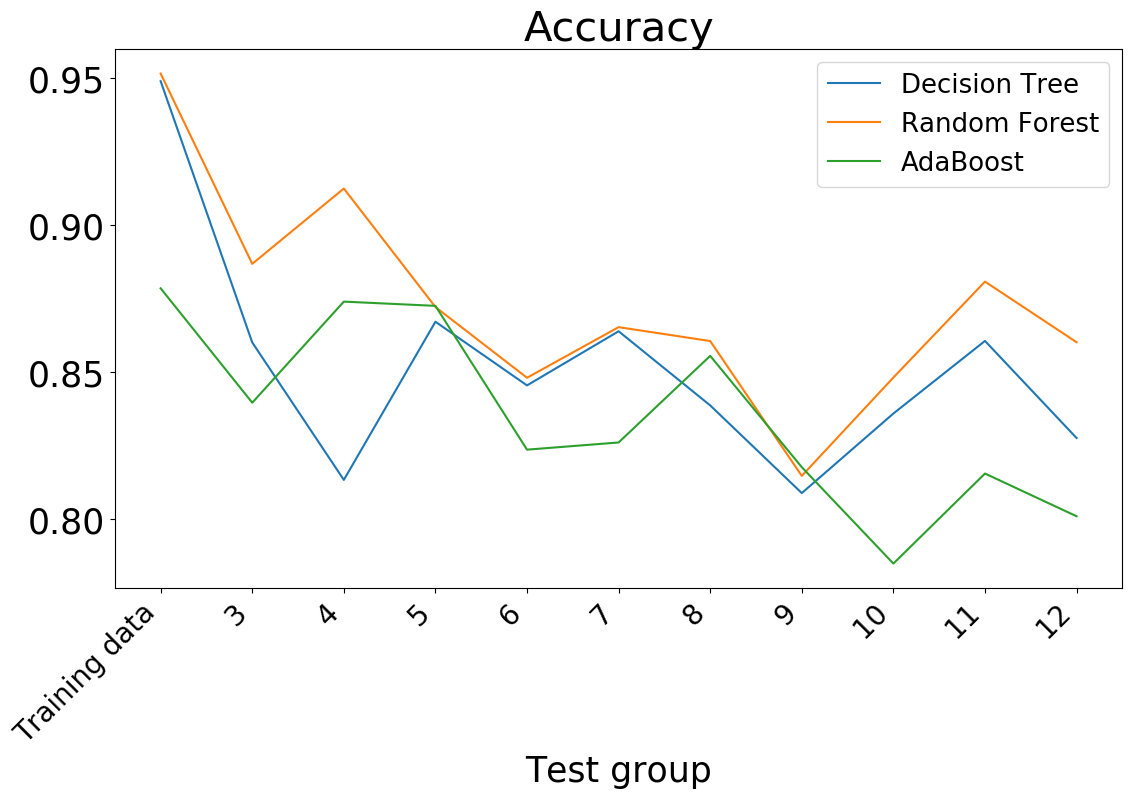 Accuracy
0.95
0.90
0.85
0.80
Decision Tree
Random Forest
AdaBoost
Training data
3
4
5
6
7
8
9
10
11
12
Test group